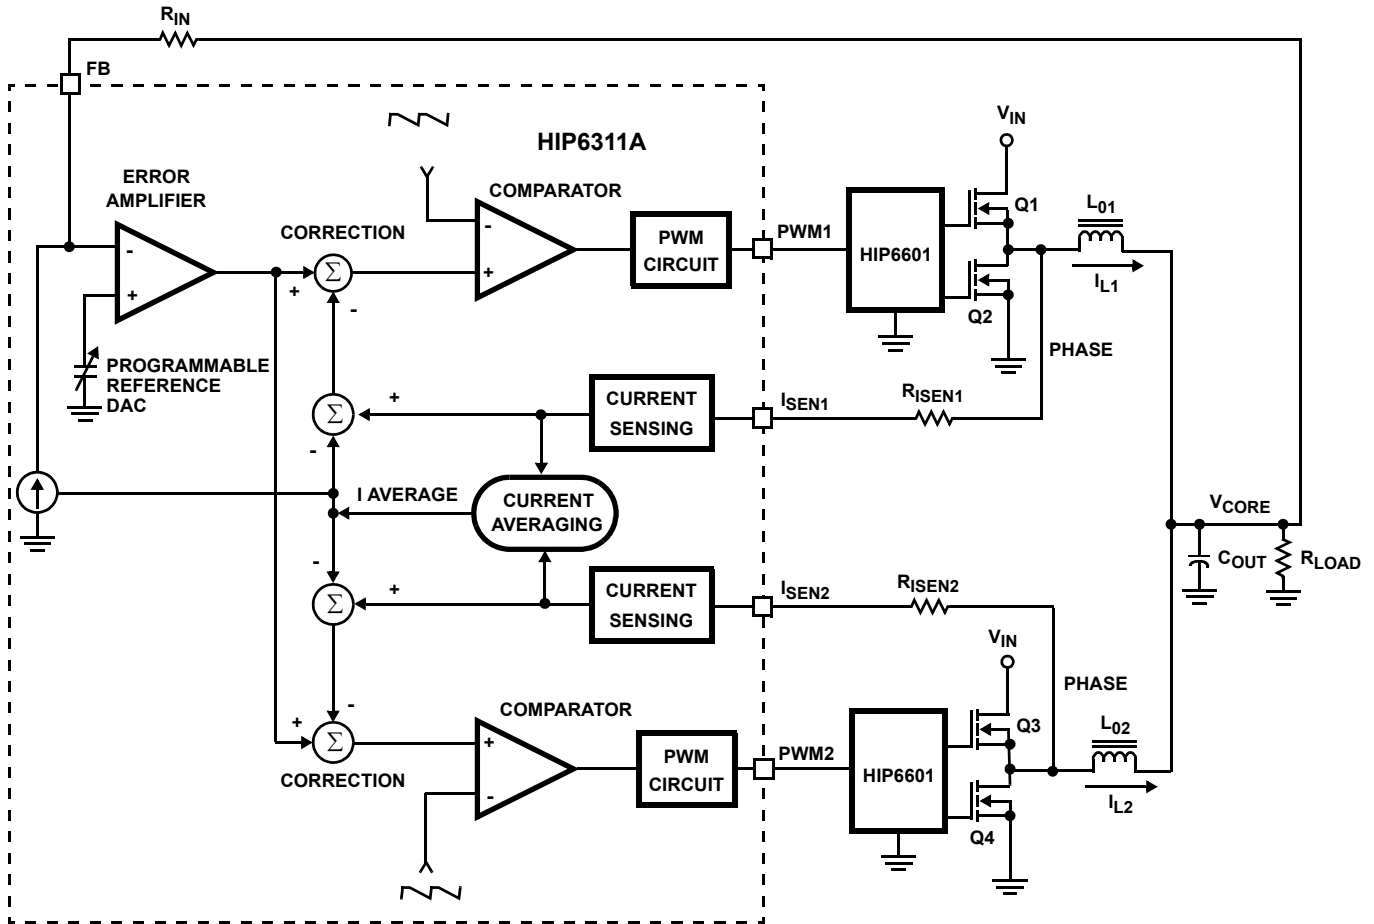 RIN
FB
HIP6311A
VIN
ERROR
AMPLIFIER
COMPARATOR
CORRECTION
-
+
+
-
Σ
-
+
PWM
CIRCUIT
PWM1
HIP6601
Q1
Q2
L01
IL1
PHASE
PROGRAMMABLE
REFERENCE
DAC
Σ
+
-
CURRENT
SENSING
ISEN1
RISEN1
I AVERAGE
CURRENT
AVERAGING
VCORE
COUT
RLOAD
-
Σ
+
CURRENT
SENSING
ISEN2
RISEN2
VIN
PHASE
-
+
Σ
CORRECTION
COMPARATOR
+
-
PWM
CIRCUIT
PWM2
HIP6601
Q3
Q4
L02
IL2